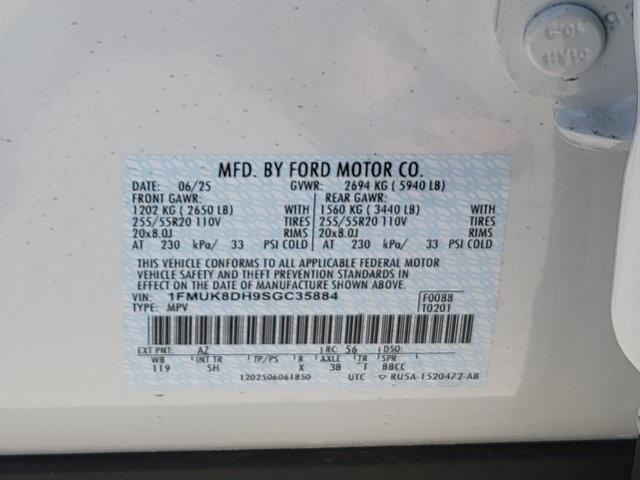 MFD. BY FORD MOTOR CO.
DATE: 06/25 GVWR: 2694 KG ( 5940 LB)
FRONT GAWR: REAR GAWR:
1202 KG ( 2650 LB) WITH 1560 KG ( 3440 LB) WITH
255/55R20 110V TIRES 255/55R20 110V TIRES
20x8.0J RIMS 20x8.0J RIMS
AT 230 kPa/ 33 PSI COLD AT 230 kPa/ 33 PSI COLD
THIS VEHICLE CONFORMS TO ALL APPLICABLE FEDERAL MOTOR
VEHICLE SAFETY AND THEFT PREVENTION STANDARDS IN
EFFECT ON THE DATE OF MANUFACTURE SHOWN ABOVE.
VIN: 1FMUK8DH9SGC35884 F0088
TYPE: MPV T0201
EXT PNT: AZ RC: 56 DSO:
WB INT TR TP/PS R AXLE TR SPR
119 SH X 3B T BBCC
1202506061850 UTC RU5A-1520472-AB